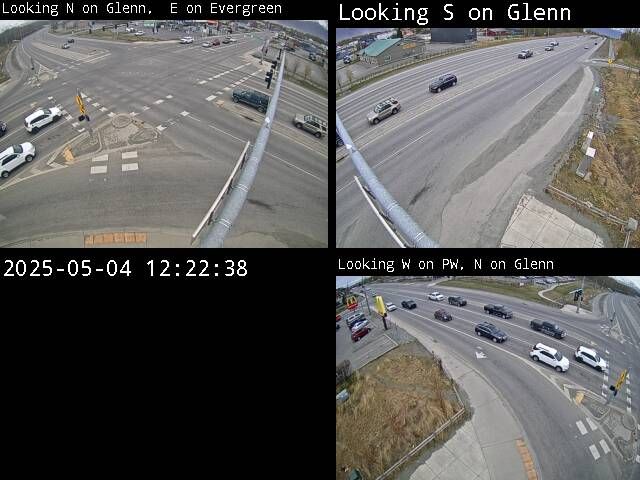 Looking N on Glenn, E on Evergreen
Looking S on Glenn
2025-05-04 12:22:38
Looking W on PW, N on Glenn